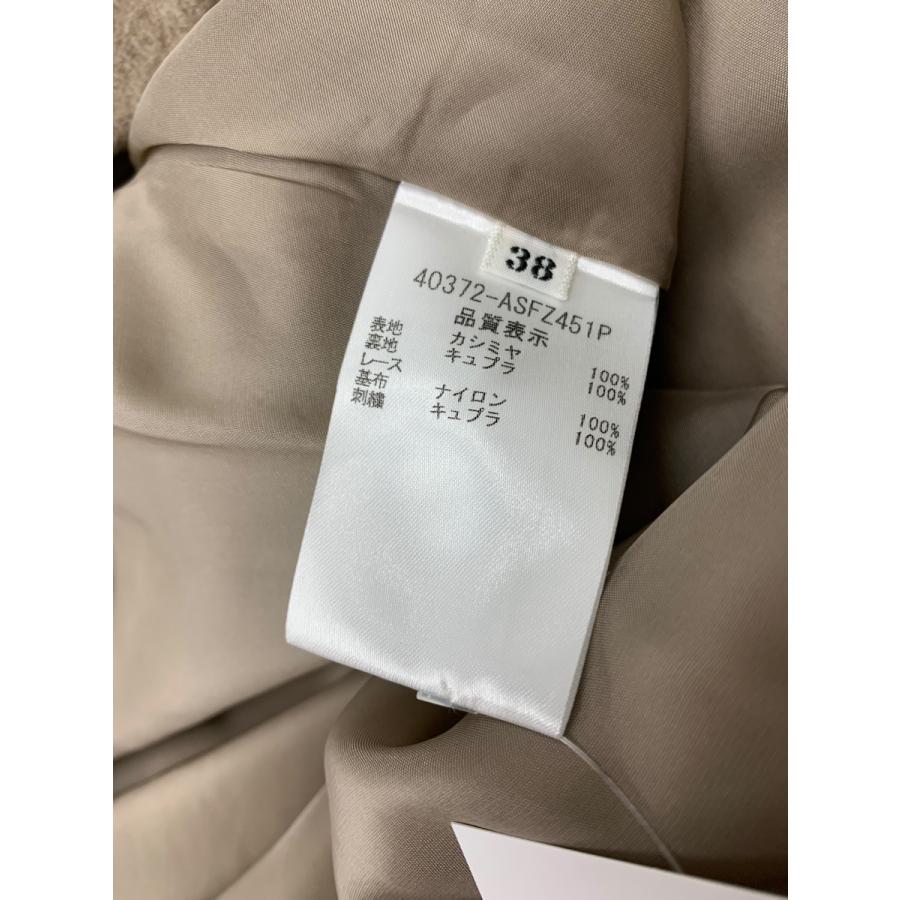 38
40372-ASFZ451P
品質表示
表地 カシミヤ 100%
裏地 キュプラ 100%
レース
基布 ナイロン 100%
刺繍 キュプラ 100%